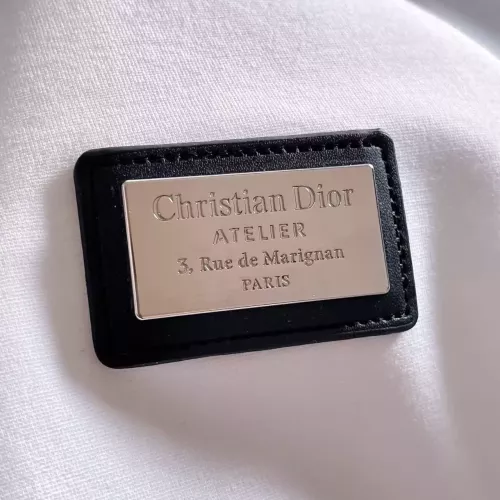 Christian Dior
ATELIER
3, Rue de Marignan
PARIS